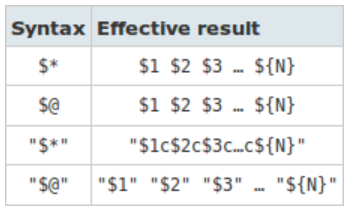 Syntax Effective result
$* $1 $2 $3 … ${N}
$@ $1 $2 $3 … ${N}
"$*" "$1c$2c$3c…c${N}"
"$@" "$1" "$2" "$3" … "${N}"